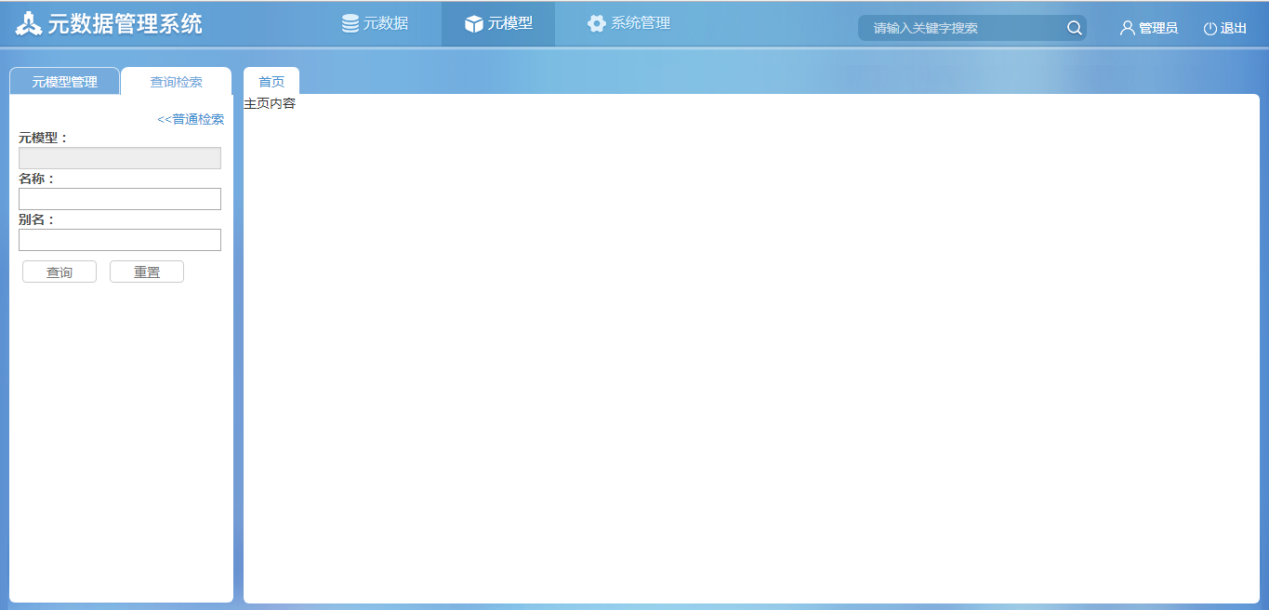 元数据管理系统 元数据 元模型 系统管理 请输入关键字搜索 管理员 退出
元模型管理 查询检索 首页
主页内容
<<普通检索
元模型：
名称：
别名：
查询 重置